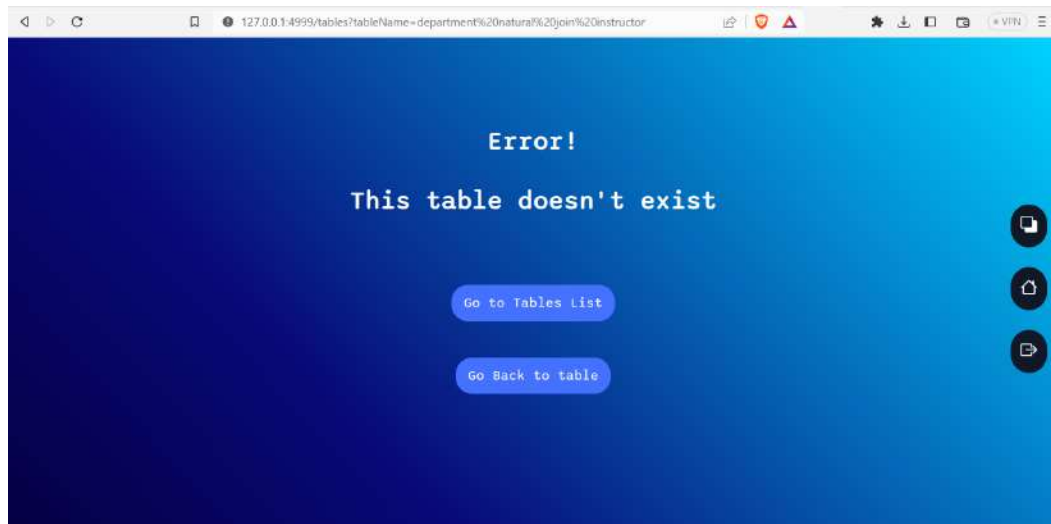 127.0.0.1:4999/tables?tableName=department%20natural%20join%20instructor
VPN
Error!
This table doesn't exist
Go to Tables List
Go Back to table